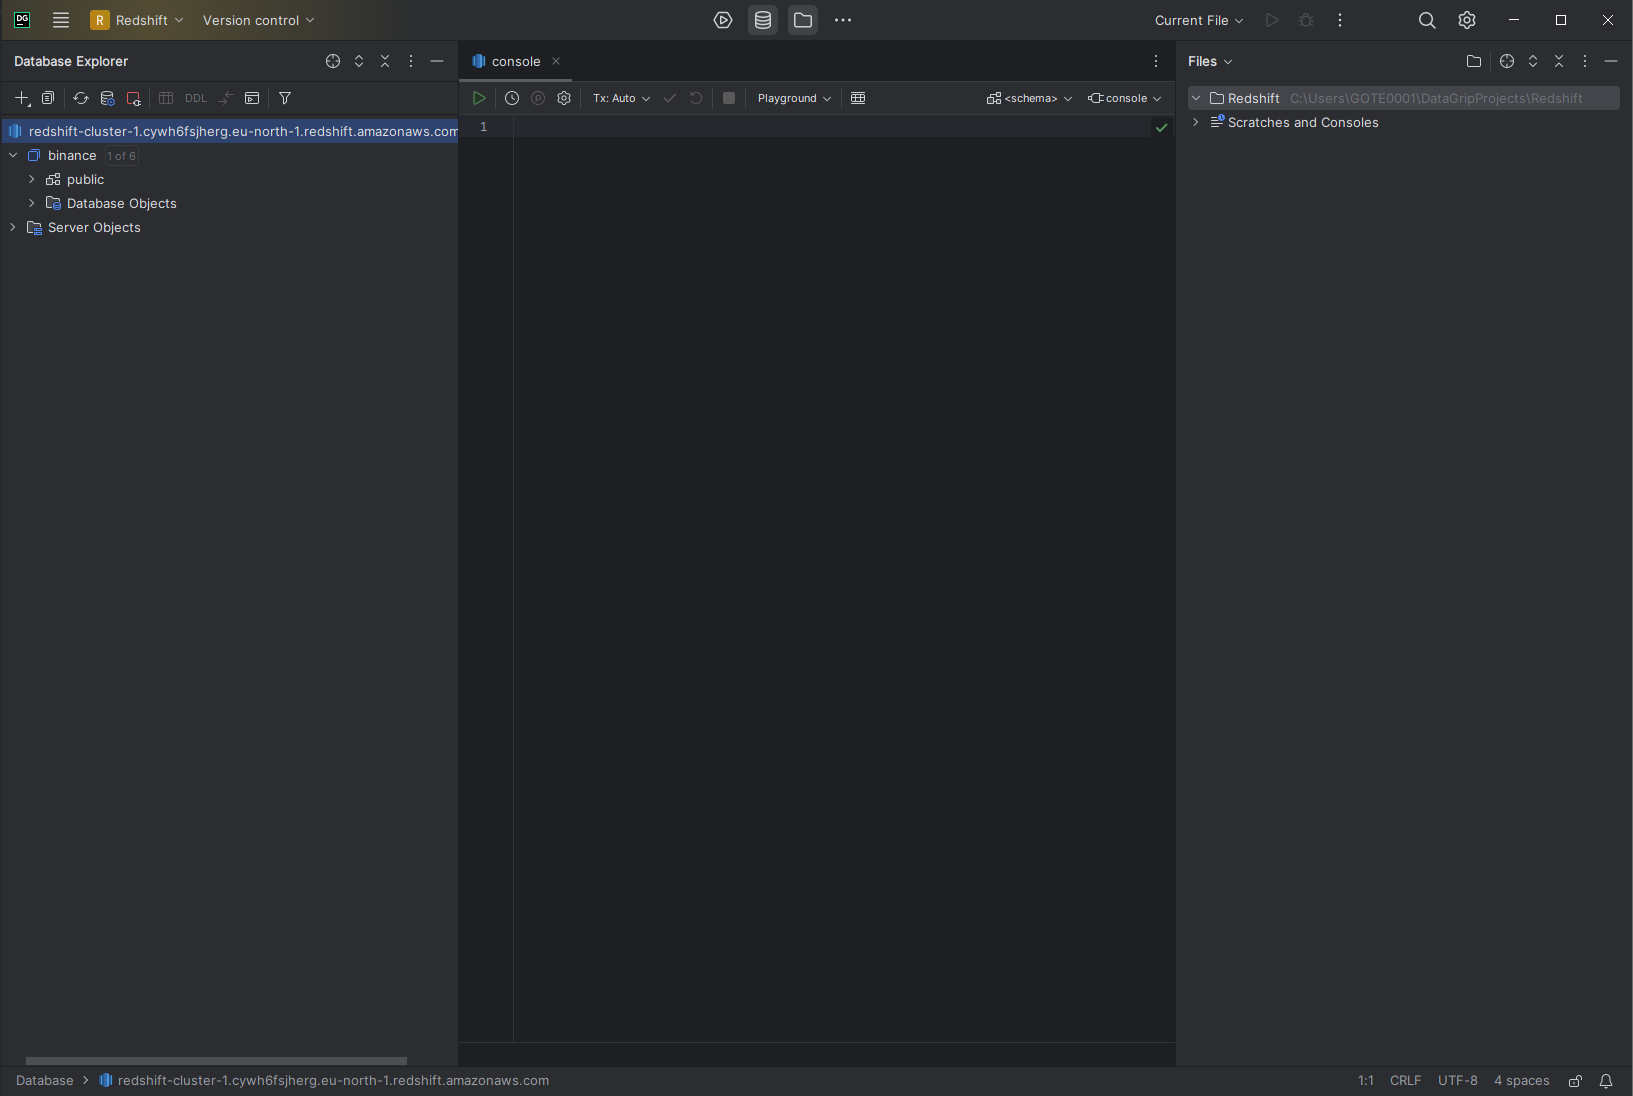 DG
R Redshift Version control Current File
Database Explorer
console
Files
DDL
Tx: Auto Playground <schema> console
Redshift C:\Users\GOTE0001\DataGripProjects\Redshift
Scratches and Consoles
1
redshift-cluster-1.cywh6fsjherg.eu-north-1.redshift.amazonaws.com
binance 1 of 6
public
Database Objects
Server Objects
Database redshift-cluster-1.cywh6fsjherg.eu-north-1.redshift.amazonaws.com 1:1 CRLF UTF-8 4 spaces